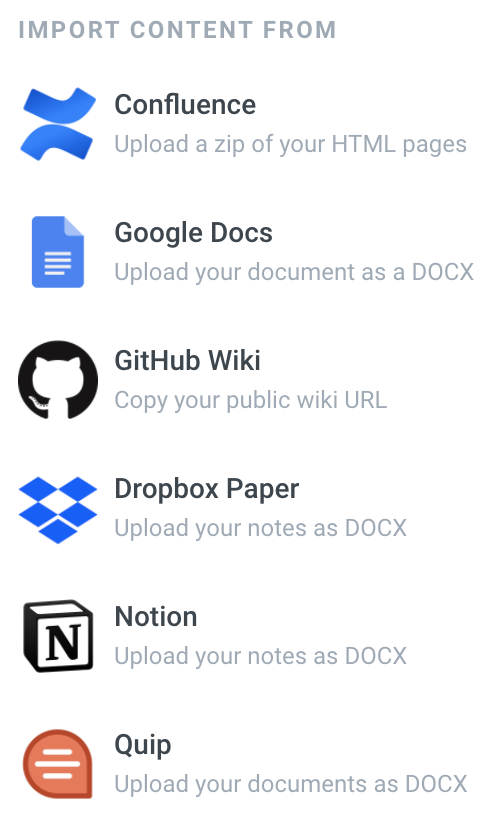 IMPORT CONTENT FROM
Confluence
Upload a zip of your HTML pages
Google Docs
Upload your document as a DOCX
GitHub Wiki
Copy your public wiki URL
Dropbox Paper
Upload your notes as DOCX
N
Notion
Upload your notes as DOCX
Quip
Upload your documents as DOCX